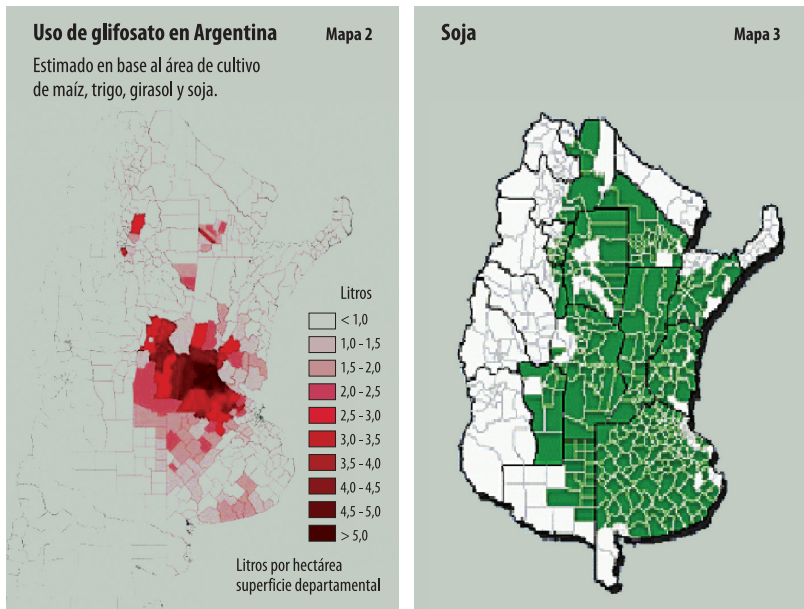 Uso de glifosato en Argentina
Mapa 2
Estimado en base al área de cultivo
de maíz, trigo, girasol y soja.
Litros
< 1,0
1,0 - 1,5
1,5 - 2,0
2,0 - 2,5
2,5 - 3,0
3,0 - 3,5
3,5 - 4,0
4,0 - 4,5
4,5 - 5,0
> 5,0
Litros por hectárea
superficie departamental
Soja
Mapa 3